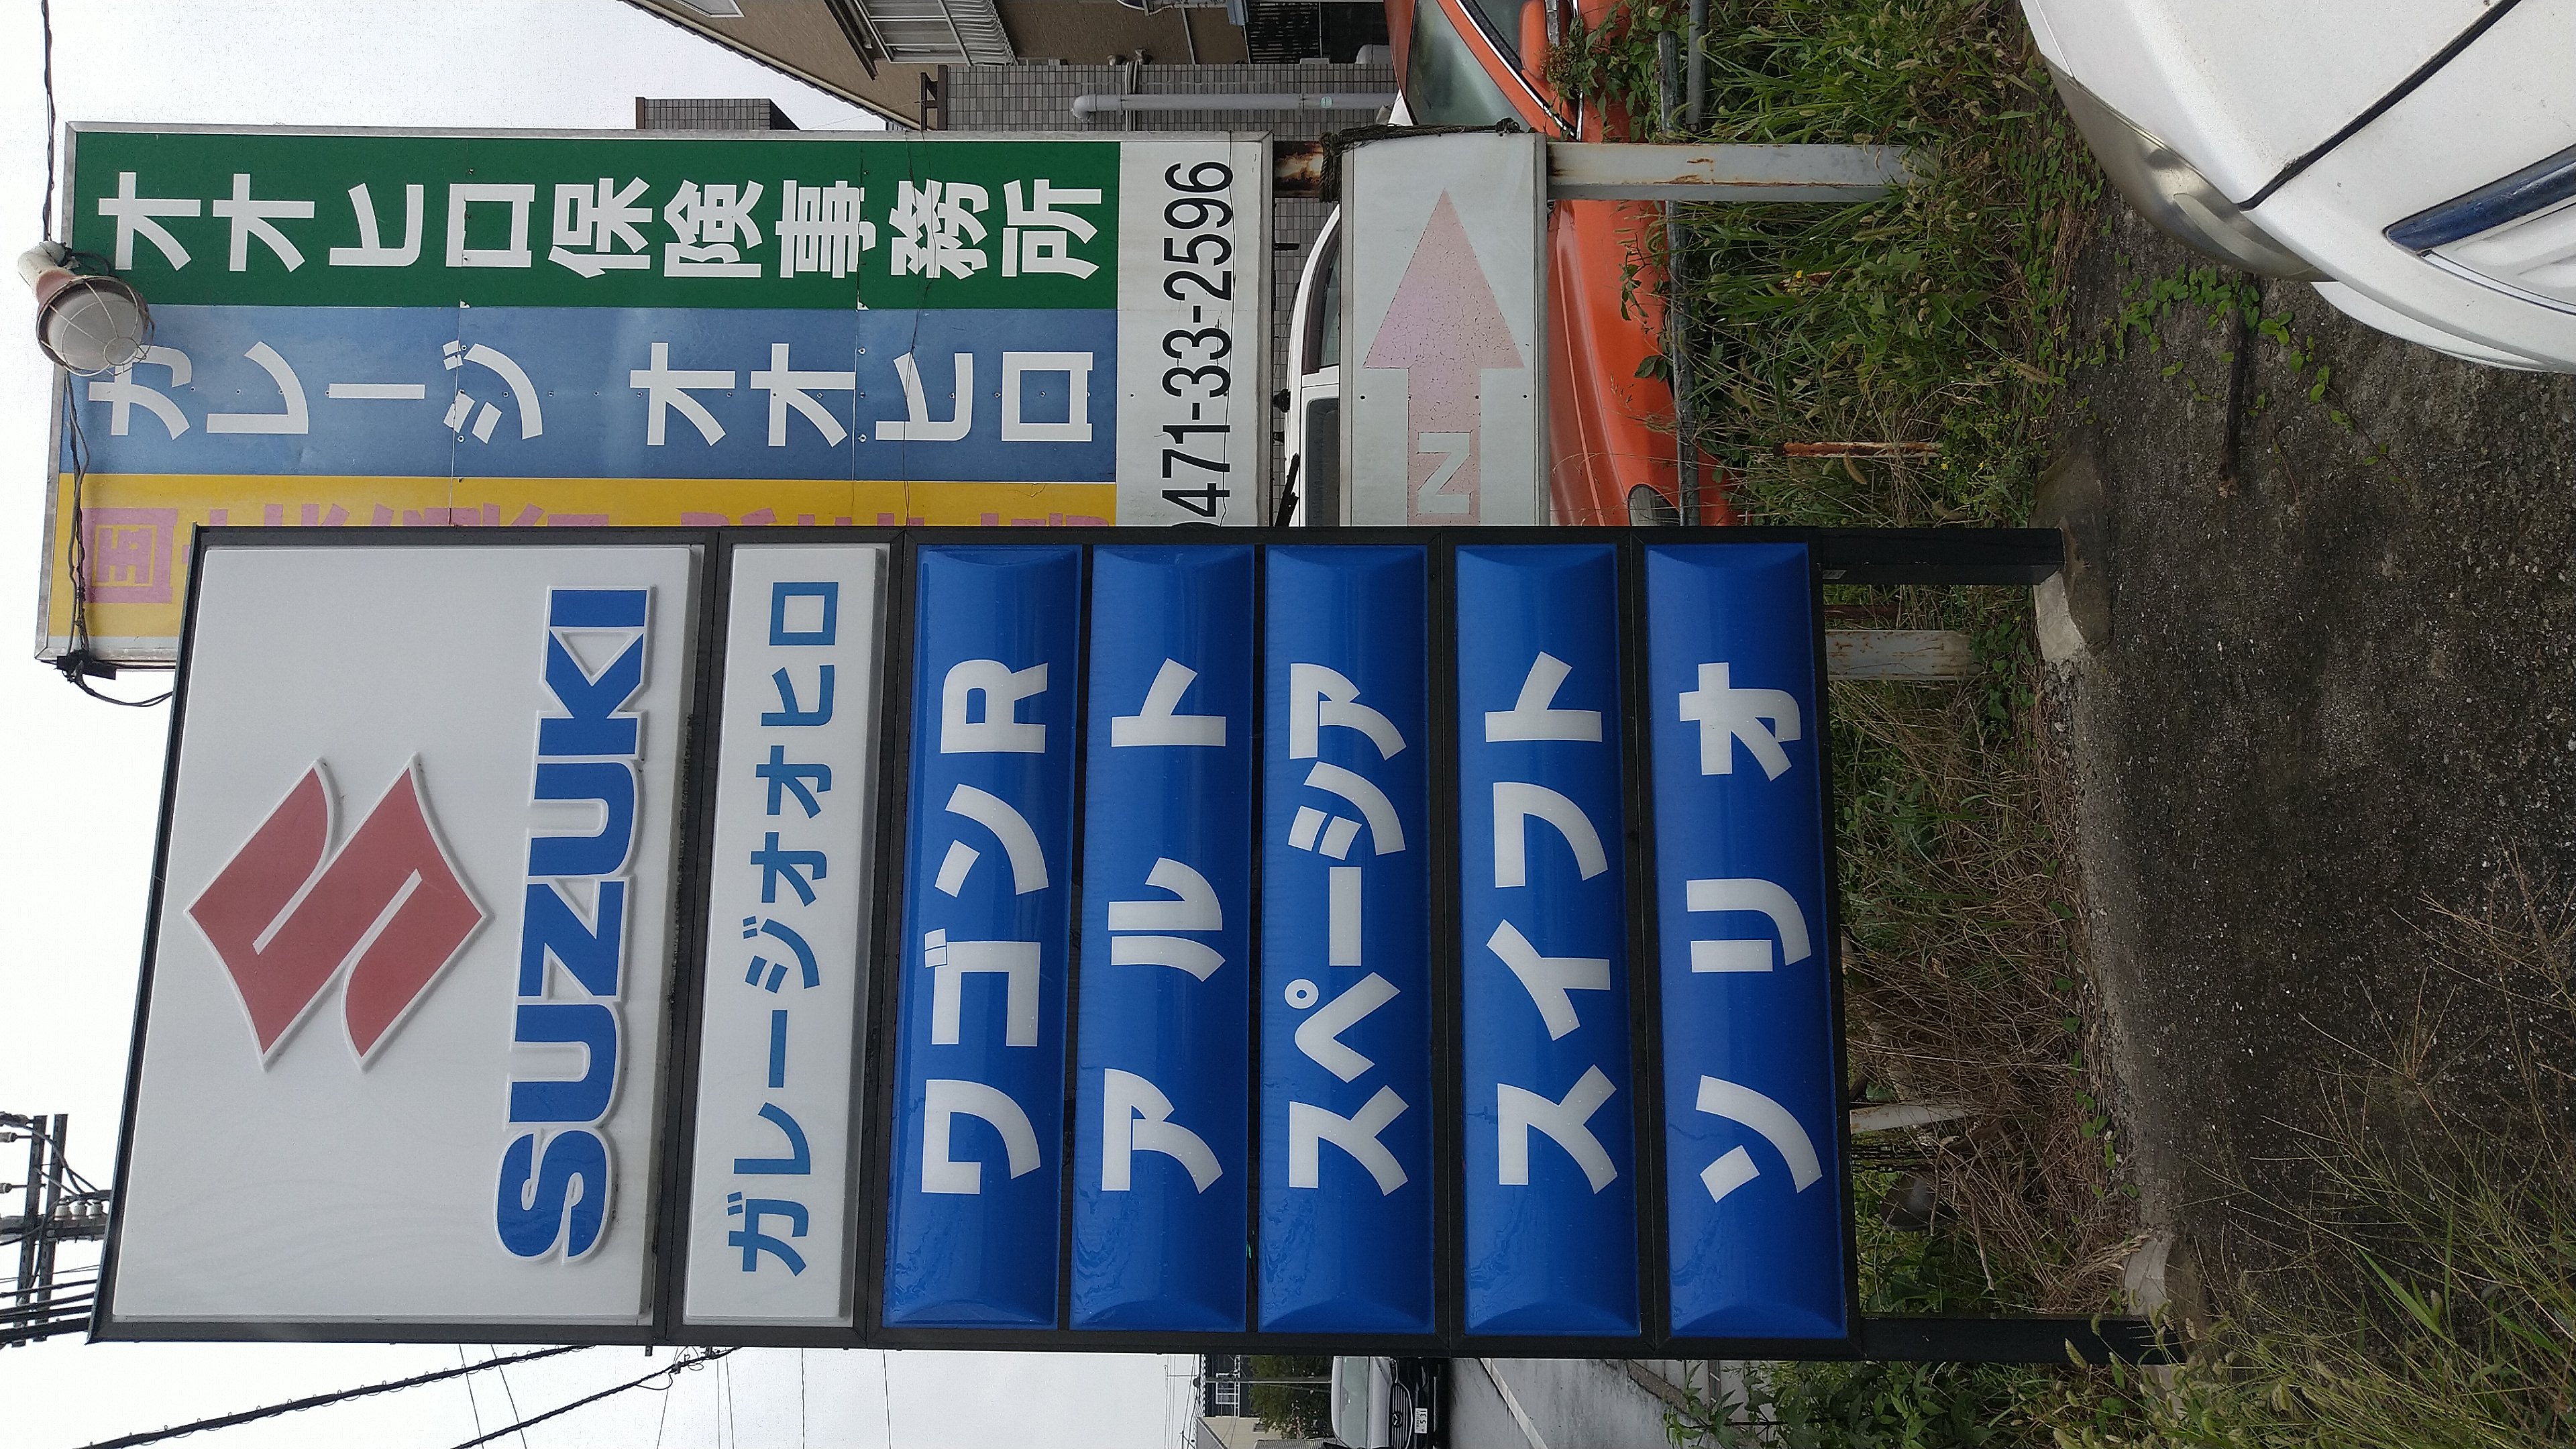 SUZUKI
ガレージオオヒロ
ワゴンR
アルト
スペーシア
スイフト
ソリオ
ガレージ オオヒロ
オオヒロ保険事務所
0471-33-2596